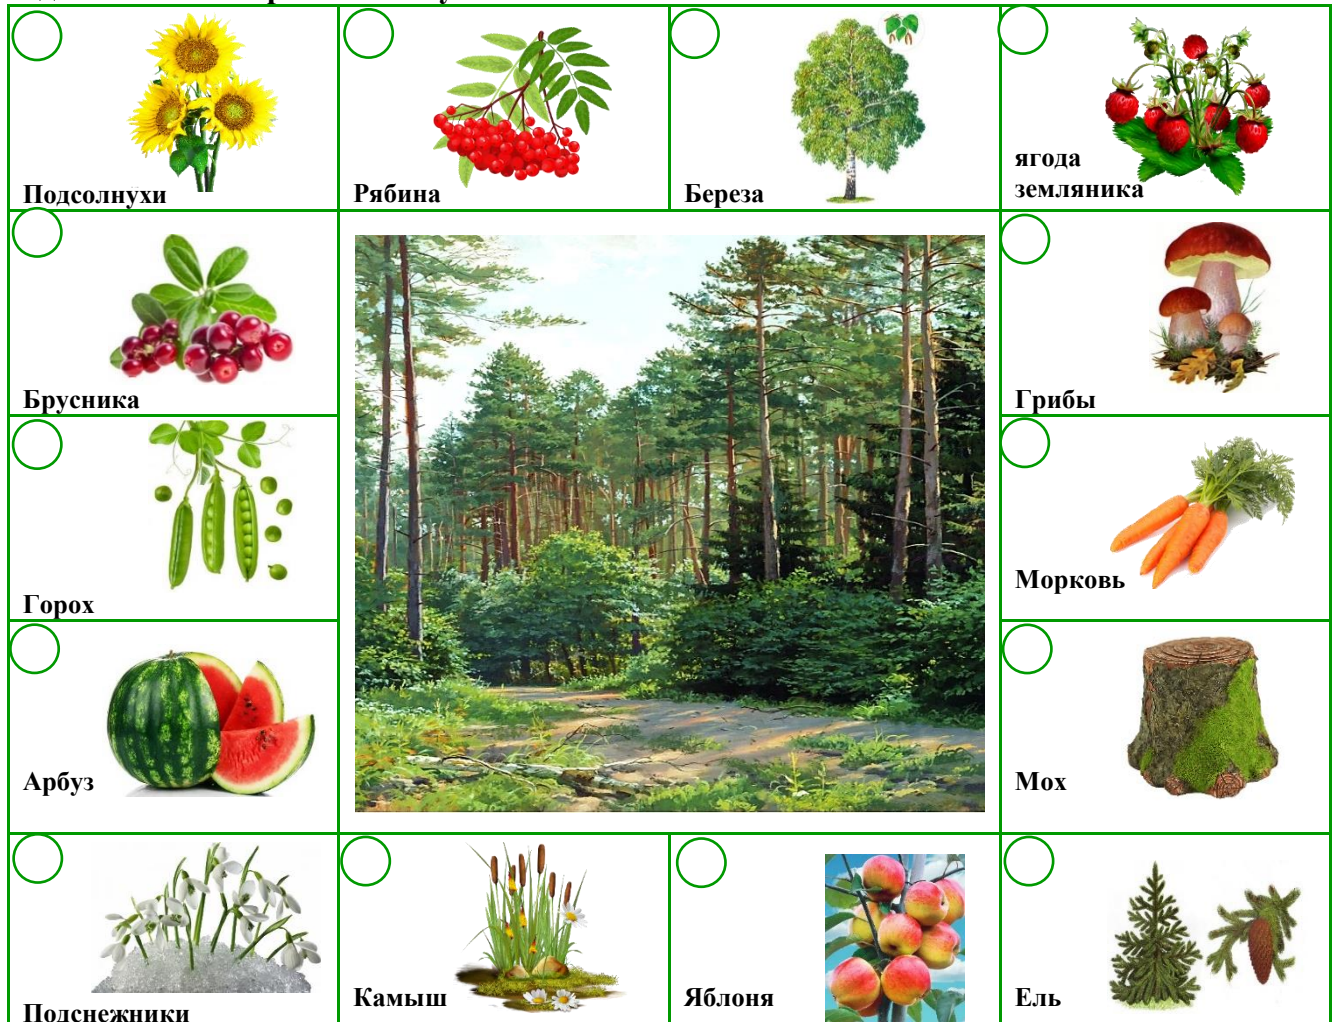 Подсолнухи
Рябина
Береза
ягода
земляника
Брусника
Грибы
Горох
Морковь
Арбуз
Мох
Подснежники
Камыш
Яблоня
Ель